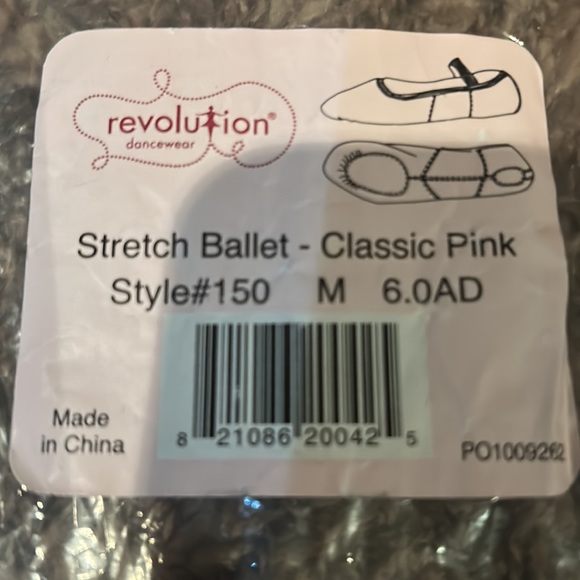 revolution®
dancewear
Stretch Ballet - Classic Pink
Style#150 M 6.0AD
Made
in China
8 21086 20042 5
PO1009262